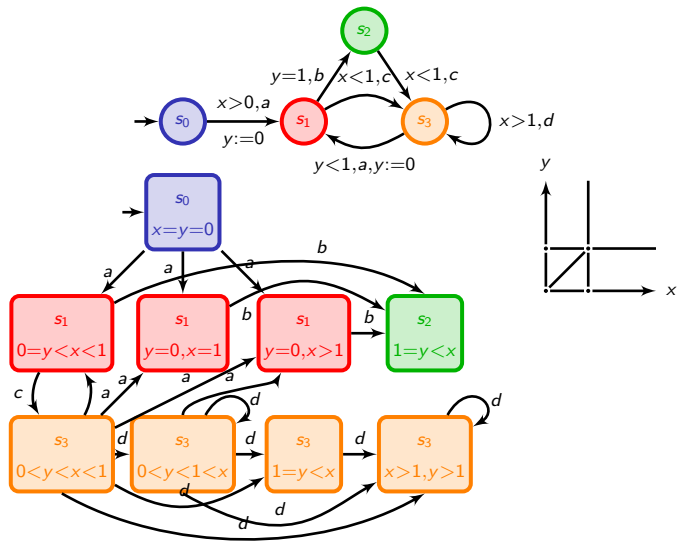 s₂
y=1,b
x<1,c
x<1,c
x>0,a
s₀
s₁
s₃
x>1,d
y:=0
y<1,a,y:=0
y
x
s₀
x=y=0
a
a
a
b
s₁
0=y<x<1
s₁
y=0,x=1
b
s₁
y=0,x>1
b
s₂
1=y<x
c
a
a
a
a
d
s₃
0<y<x<1
d
s₃
0<y<1<x
d
s₃
1=y<x
d
s₃
x>1,y>1
d
d
d
d